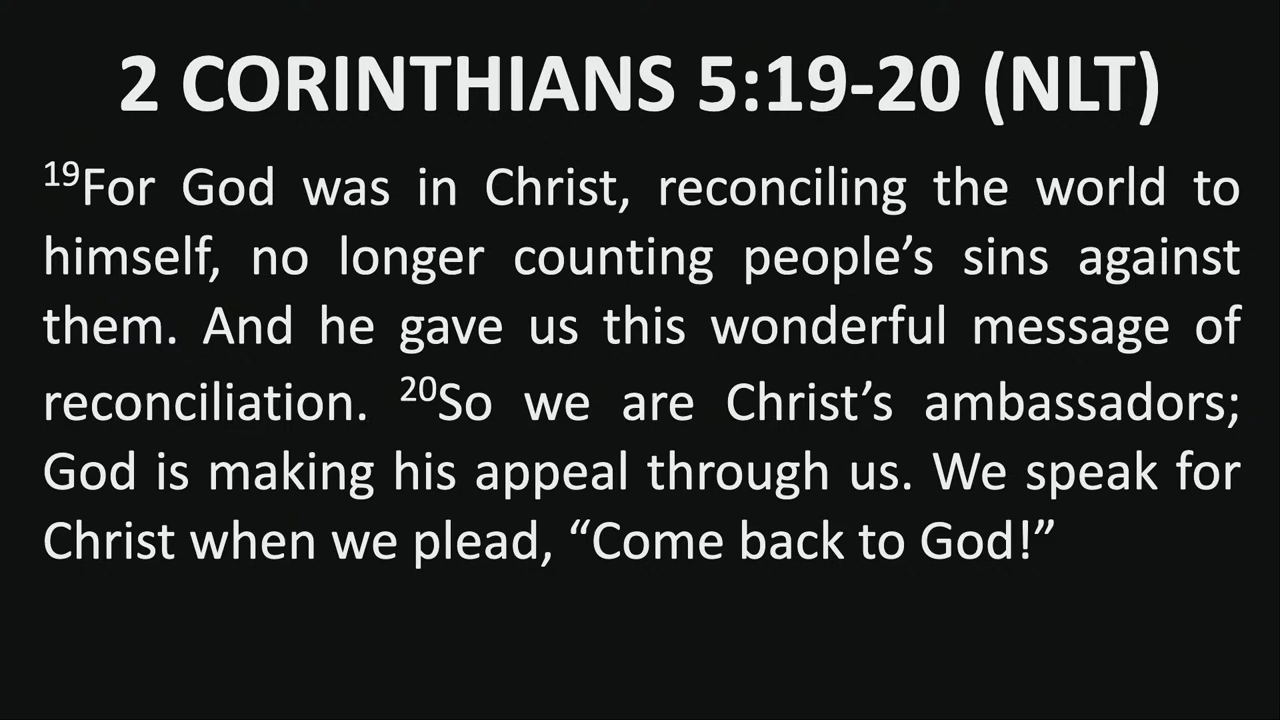 2 CORINTHIANS 5:19-20 (NLT)
¹⁹For God was in Christ, reconciling the world to
himself, no longer counting people’s sins against
them. And he gave us this wonderful message of
reconciliation. ²⁰So we are Christ’s ambassadors;
God is making his appeal through us. We speak for
Christ when we plead, “Come back to God!”